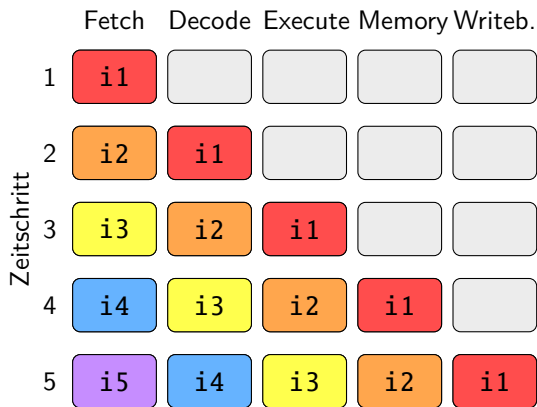 Fetch Decode Execute Memory Writeb.
1 i1
2 i2 i1
Zeitschritt
3 i3 i2 i1
4 i4 i3 i2 i1
5 i5 i4 i3 i2 i1